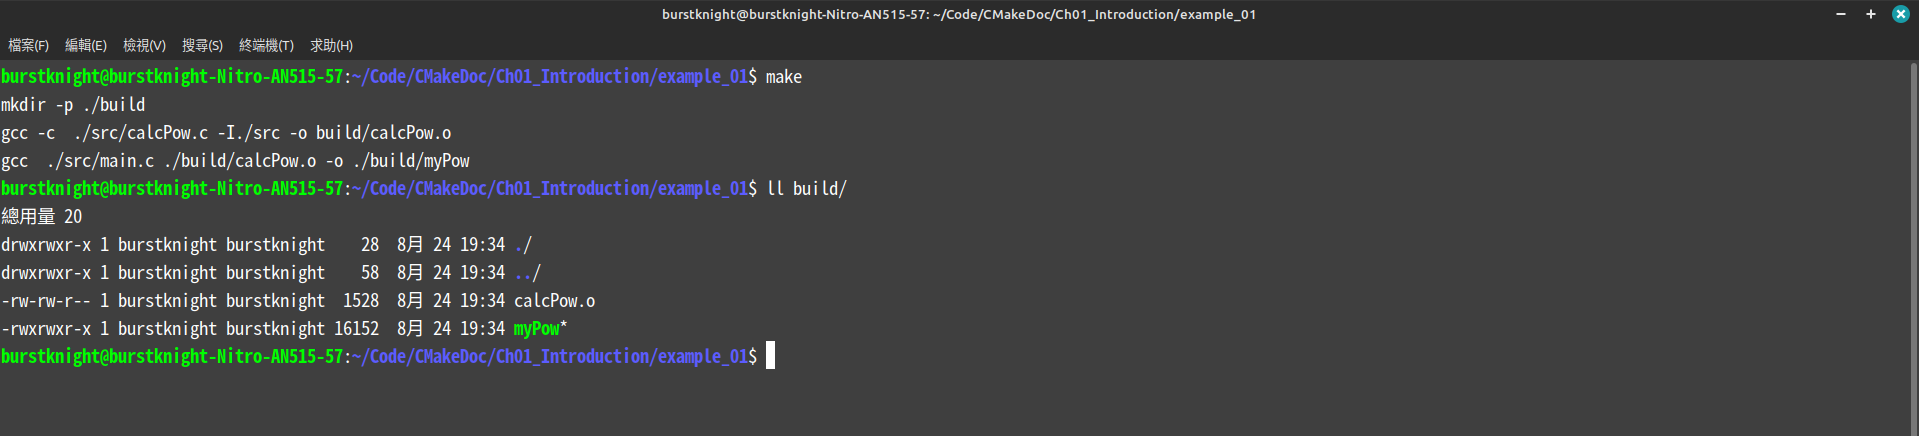 burstknight@burstknight-Nitro-AN515-57: ~/Code/CMakeDoc/Ch01_Introduction/example_01
檔案(F) 編輯(E) 檢視(V) 搜尋(S) 終端機(T) 求助(H)
burstknight@burstknight-Nitro-AN515-57:~/Code/CMakeDoc/Ch01_Introduction/example_01$ make
mkdir -p ./build
gcc -c  ./src/calcPow.c -I./src -o build/calcPow.o
gcc  ./src/main.c ./build/calcPow.o -o ./build/myPow
burstknight@burstknight-Nitro-AN515-57:~/Code/CMakeDoc/Ch01_Introduction/example_01$ ll build/
總用量 20
drwxrwxr-x 1 burstknight burstknight    28  8月 24 19:34 ./
drwxrwxr-x 1 burstknight burstknight    58  8月 24 19:34 ../
-rw-rw-r-- 1 burstknight burstknight  1528  8月 24 19:34 calcPow.o
-rwxrwxr-x 1 burstknight burstknight 16152  8月 24 19:34 myPow*
burstknight@burstknight-Nitro-AN515-57:~/Code/CMakeDoc/Ch01_Introduction/example_01$